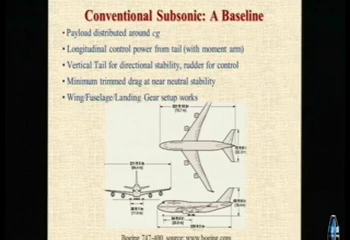 Conventional Subsonic: A Baseline
• Payload distributed around cg
• Longitudinal control power from tail (with moment arm)
• Vertical Tail for directional stability, rudder for control
• Minimum trimmed drag at near neutral stability
• Wing/Fuselage/Landing Gear setup works
Boeing 747-400, source: www.boeing.com